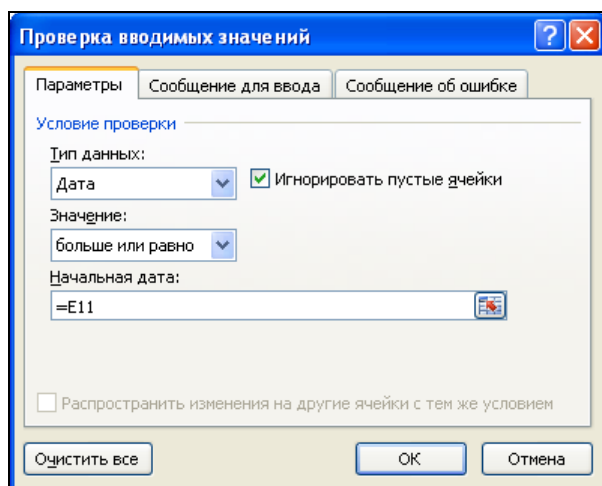 Проверка вводимых значений
Параметры Сообщение для ввода Сообщение об ошибке
Условие проверки
Тип данных:
Дата Игнорировать пустые ячейки
Значение:
больше или равно
Начальная дата:
=E11
Распространить изменения на другие ячейки с тем же условием
Очистить все ОК Отмена